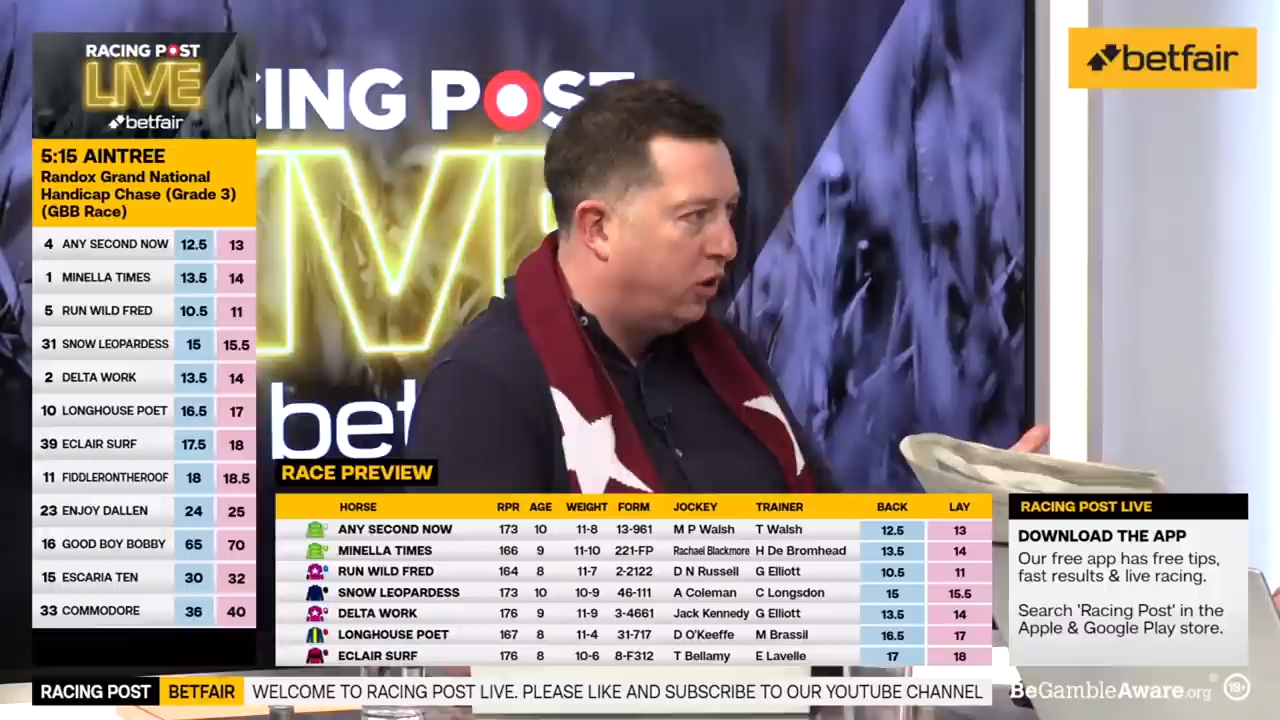 RACING POST
LIVE
betfair
CING POST
LIVE
bet
betfair
5:15 AINTREE
Randox Grand National
Handicap Chase (Grade 3)
(GBB Race)
4 ANY SECOND NOW 12.5 13
1 MINELLA TIMES 13.5 14
5 RUN WILD FRED 10.5 11
31 SNOW LEOPARDESS 15 15.5
2 DELTA WORK 13.5 14
10 LONGHOUSE POET 16.5 17
39 ECLAIR SURF 17.5 18
11 FIDDLERONTHEROOF 18 18.5
23 ENJOY DALLEN 24 25
16 GOOD BOY BOBBY 65 70
15 ESCARIA TEN 30 32
33 COMMODORE 36 40
RACE PREVIEW
HORSE RPR AGE WEIGHT FORM JOCKEY TRAINER BACK LAY
ANY SECOND NOW 173 10 11-8 13-961 M P Walsh T Walsh 12.5 13
MINELLA TIMES 166 9 11-10 221-FP Rachael Blackmore H De Bromhead 13.5 14
RUN WILD FRED 164 8 11-7 2-2122 D N Russell G Elliott 10.5 11
SNOW LEOPARDESS 173 10 10-9 46-111 A Coleman C Longsdon 15 15.5
DELTA WORK 176 9 11-9 3-4661 Jack Kennedy G Elliott 13.5 14
LONGHOUSE POET 167 8 11-4 31-717 D O'Keeffe M Brassil 16.5 17
ECLAIR SURF 176 8 10-6 8-F312 T Bellamy E Lavelle 17 18
RACING POST LIVE
DOWNLOAD THE APP
Our free app has free tips,
fast results & live racing.
Search 'Racing Post' in the
Apple & Google Play store.
RACING POST BETFAIR WELCOME TO RACING POST LIVE. PLEASE LIKE AND SUBSCRIBE TO OUR YOUTUBE CHANNEL
BeGambleAware.org 18+